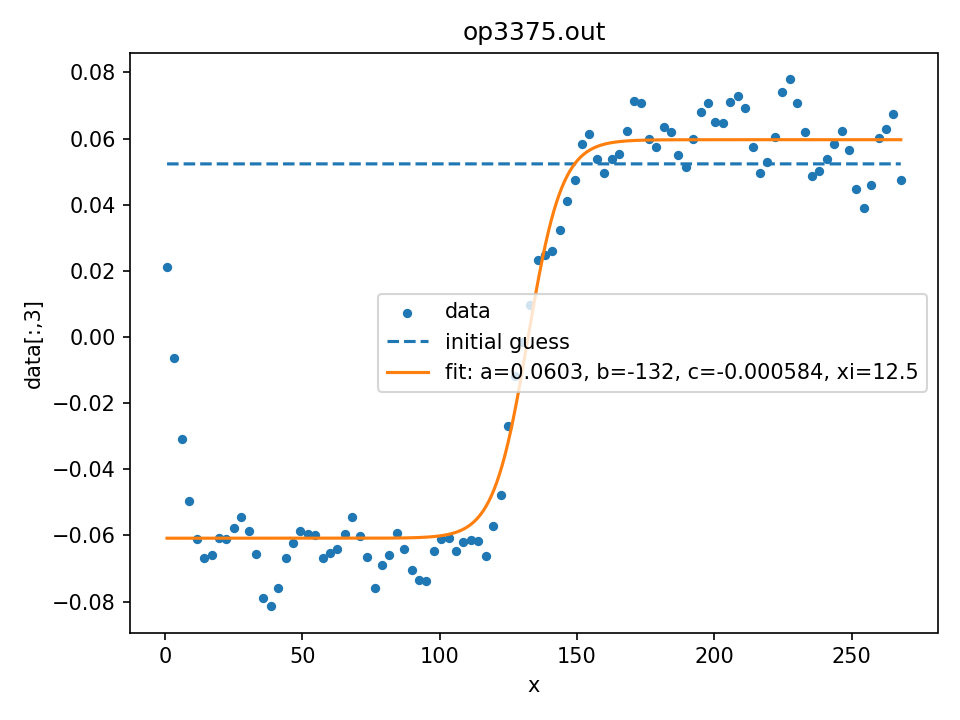 op3375.out
0.08
0.06
0.04
0.02
0.00
−0.02
−0.04
−0.06
−0.08
data[:,3]
data
initial guess
fit: a=0.0603, b=-132, c=-0.000584, xi=12.5
0 50 100 150 200 250
x